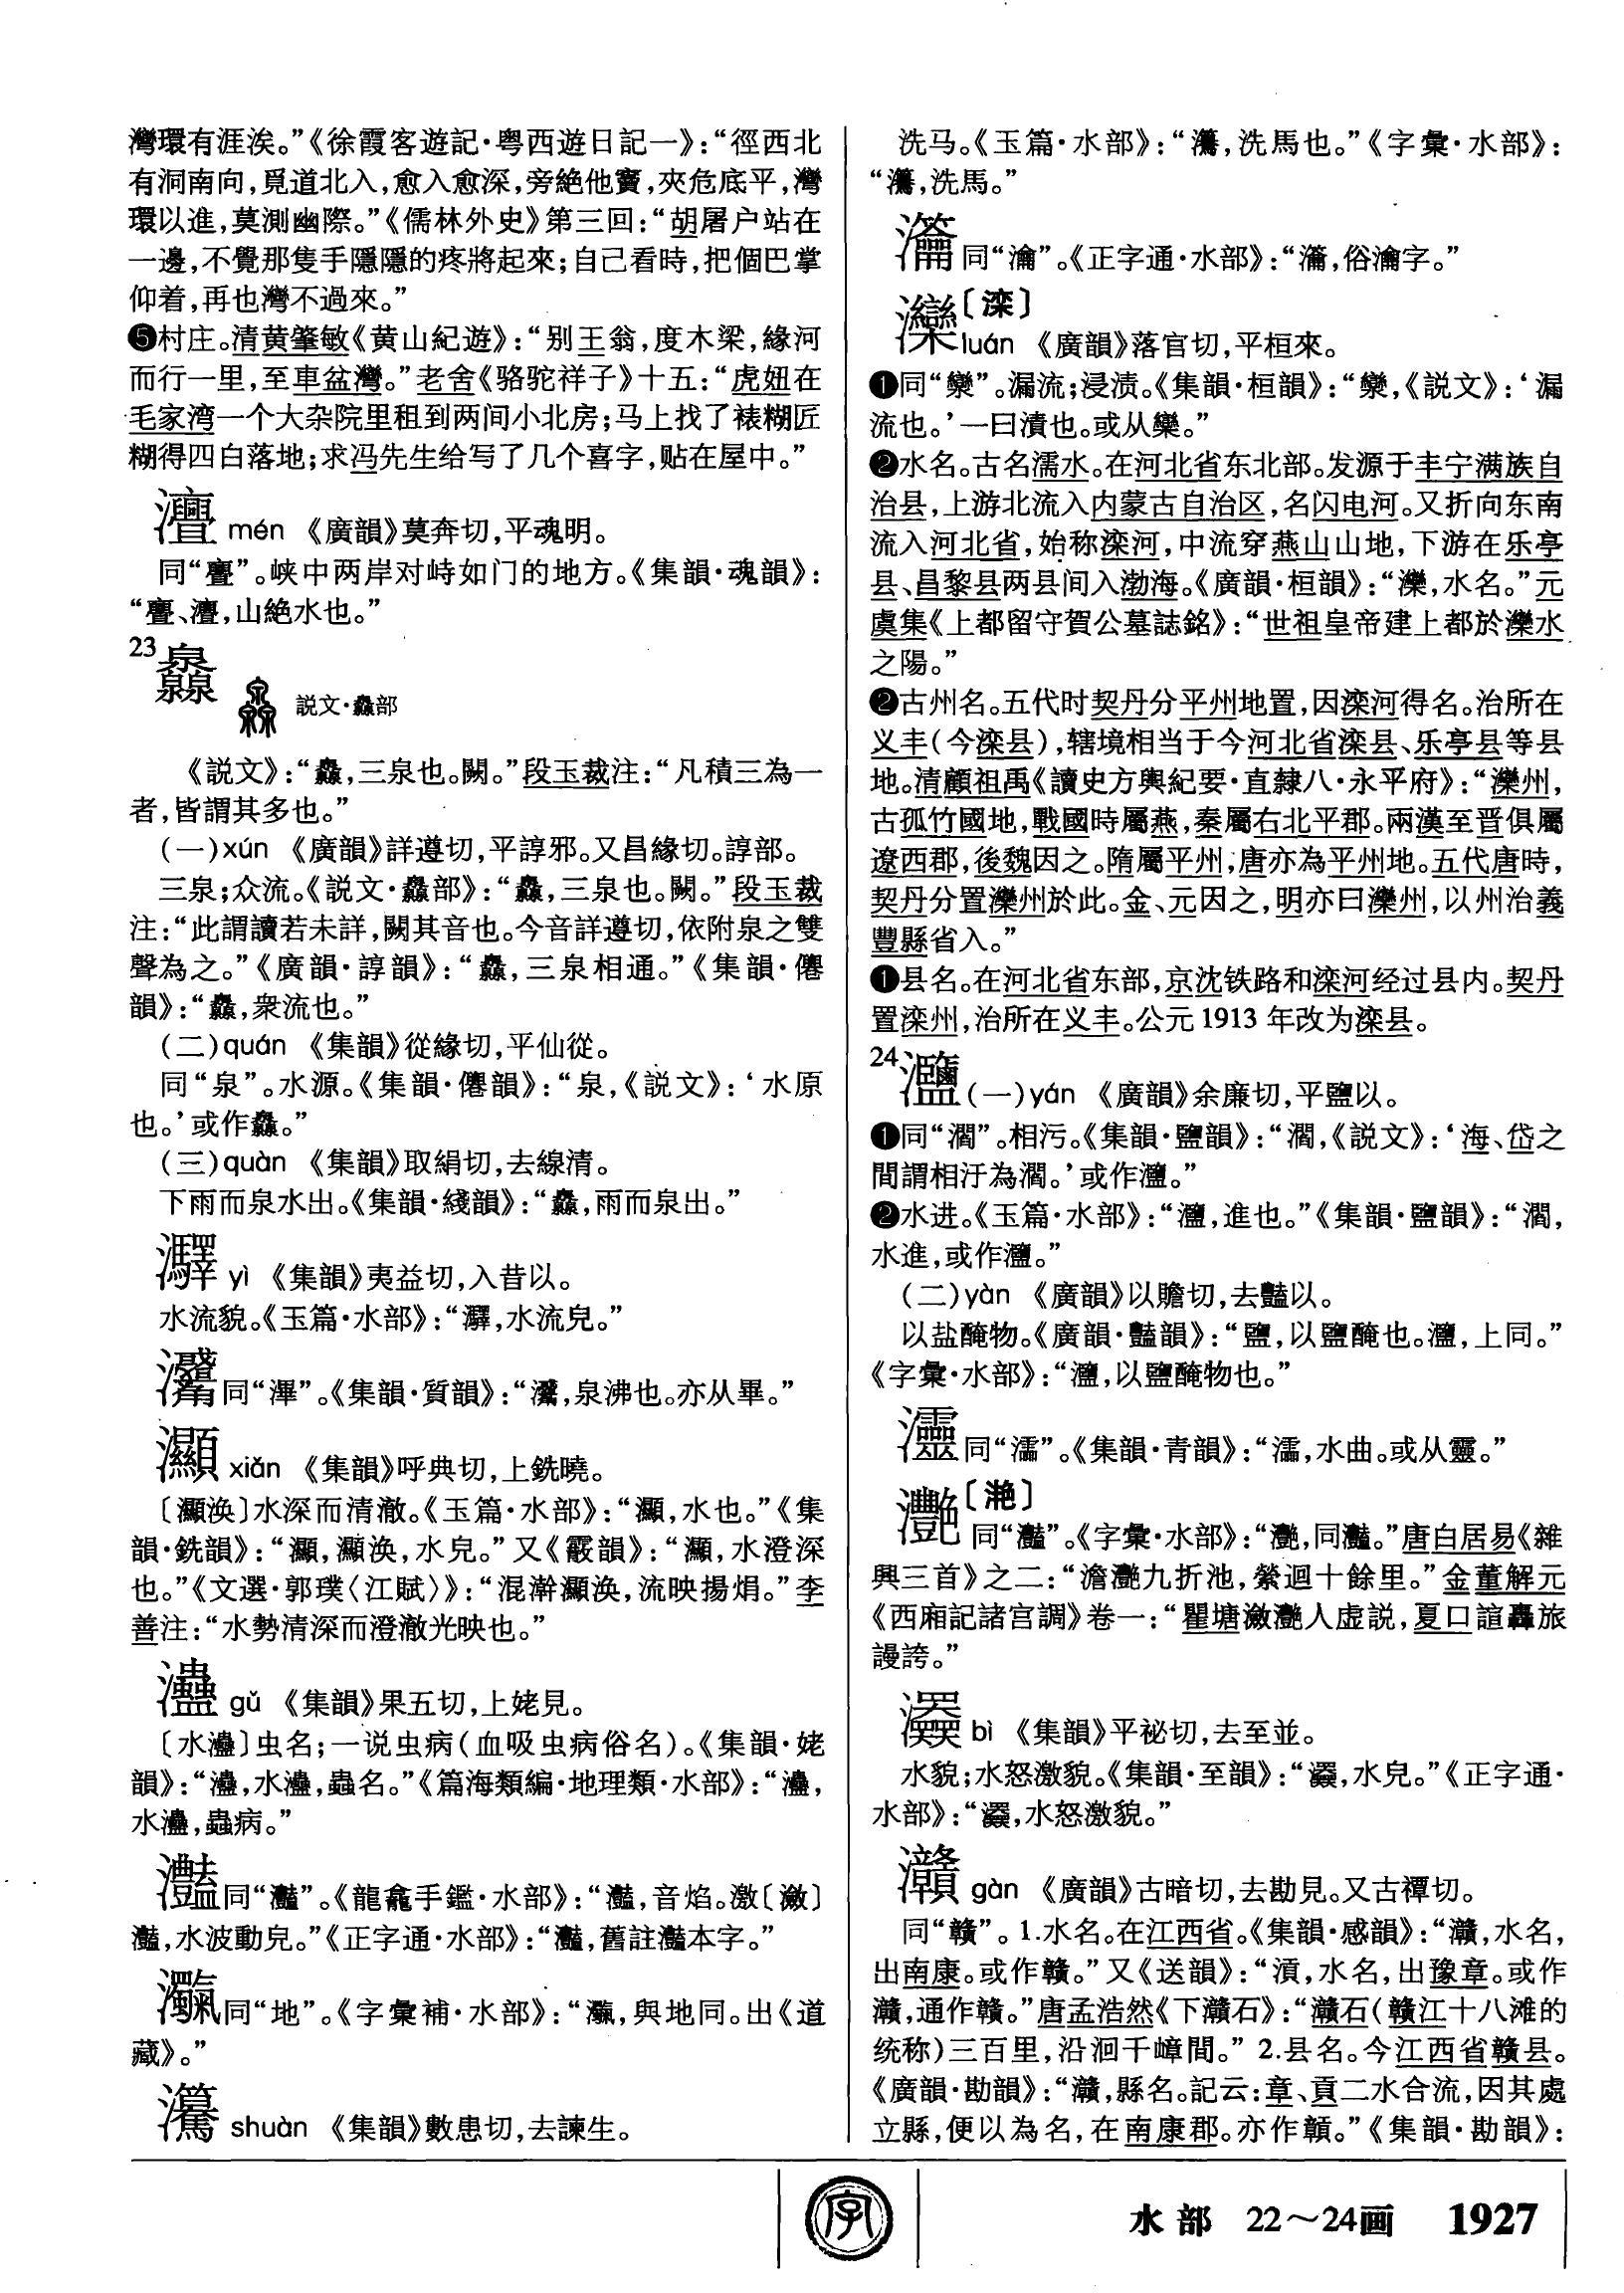 灣環有涯涘。”《徐霞客遊記·粤西遊日記一》：“徑西北
有洞南向，覓道北入，愈入愈深，旁絶他竇，夾危底平，灣
環以進，莫測幽際。”《儒林外史》第三回：“胡屠户站在
一邊，不覺那隻手隱隱的疼將起來；自己看時，把個巴掌
仰着，再也灣不過來。”
❺村庄。清黄肇敏《黄山紀遊》：“别王翁，度木梁，緣河
而行一里，至車盆灣。”老舍《骆驼祥子》十五：“虎妞在
毛家湾一个大杂院里租到两间小北房；马上找了裱糊匠
糊得四白落地；求冯先生给写了几个喜字，贴在屋中。”
mén 《廣韻》莫奔切，平魂明。
同“亹”。峡中两岸对峙如门的地方。《集韻·魂韻》：
“亹、㵢，山絶水也。”
23 灥 説文·灥部
《説文》：“灥，三泉也。闕。”段玉裁注：“凡積三為一
者，皆謂其多也。”
(一)xún 《廣韻》詳遵切，平諄邪。又昌緣切。諄部。
三泉；众流。《説文·灥部》：“灥，三泉也。闕。”段玉裁
注：“此謂讀若未詳，闕其音也。今音詳遵切，依附泉之雙
聲為之。”《廣韻·諄韻》：“灥，三泉相通。”《集韻·僊
韻》：“灥，衆流也。”
(二)quán 《集韻》從緣切，平仙從。
同“泉”。水源。《集韻·僊韻》：“泉，《説文》：‘水原
也。’或作灥。”
(三)quàn 《集韻》取絹切，去線清。
下雨而泉水出。《集韻·綫韻》：“灥，雨而泉出。”
yì 《集韻》夷益切，入昔以。
水流貌。《玉篇·水部》：“，水流皃。”
同“㓖”。《集韻·質韻》：“，泉沸也。亦从畢。”
灦 xiǎn 《集韻》呼典切，上銑曉。
〔灦涣〕水深而清澈。《玉篇·水部》：“灦，水也。”《集
韻·銑韻》：“灦，灦涣，水皃。”又《霰韻》：“灦，水澄深
也。”《文選·郭璞〈江賦〉》：“混澣灦涣，流映揚焆。”李
善注：“水勢清深而澄澈光映也。”
gǔ 《集韻》果五切，上姥見。
〔水〕虫名；一说虫病(血吸虫病俗名)。《集韻·姥
韻》：“，水，蟲名。”《篇海類編·地理類·水部》：“，
水，蟲病。”
灩 同“灧”。《龍龕手鑑·水部》：“灩，音焰。激〔瀲〕
灩，水波動皃。”《正字通·水部》：“灩，舊註灩本字。”
同“地”。《字彙補·水部》：“，與地同。出《道
藏》。”
shuàn 《集韻》數患切，去諫生。
洗马。《玉篇·水部》：“，洗馬也。”《字彙·水部》：
“，洗馬。”
同“瀹”。《正字通·水部》：“，俗瀹字。”
灤〔滦〕
luán 《廣韻》落官切，平桓來。
❶同“㶟”。漏流；浸渍。《集韻·桓韻》：“，《説文》：‘漏
流也。’一曰漬也。或从欒。”
❷水名。古名濡水。在河北省东北部。发源于丰宁满族自
治县，上游北流入内蒙古自治区，名闪电河。又折向东南
流入河北省，始称滦河，中流穿燕山山地，下游在乐亭
县、昌黎县两县间入渤海。《廣韻·桓韻》：“灤，水名。”元
虞集《上都留守賀公墓誌銘》：“世祖皇帝建上都於灤水
之陽。”
❷古州名。五代时契丹分平州地置，因滦河得名。治所在
义丰(今滦县)，辖境相当于今河北省滦县、乐亭县等县
地。清顧祖禹《讀史方輿紀要·直隸八·永平府》：“灤州，
古孤竹國地，戰國時屬燕，秦屬右北平郡。兩漢至晋俱屬
遼西郡，後魏因之。隋屬平州，唐亦為平州地。五代唐時，
契丹分置灤州於此。金、元因之，明亦曰灤州，以州治義
豐縣省入。”
❶县名。在河北省东部，京沈铁路和滦河经过县内。契丹
置滦州，治所在义丰。公元1913年改为滦县。
24 灗 (一)yán 《廣韻》余廉切，平鹽以。
❶同“濶”。相污。《集韻·鹽韻》：“，《説文》：‘海、岱之
間謂相汙為。’或作。”
❷水进。《玉篇·水部》：“，進也。”《集韻·鹽韻》：“，
水進，或作。”
(二)yàn 《廣韻》以贍切，去豔以。
以盐醃物。《廣韻·豔韻》：“鹽，以鹽醃也。，上同。”
《字彙·水部》：“，以鹽醃物也。”
同“㶖”。《集韻·青韻》：“，水曲。或从靈。”
灧〔滟〕
同“灩”。《字彙·水部》：“灧，同灩。”唐白居易《雜
興三首》之二：“澹灧九折池，縈迴十餘里。”金董解元
《西廂記諸宫調》卷一：“瞿塘瀲灧人虚説，夏口諠轟旅
謾誇。”
bì 《集韻》平祕切，去至並。
水貌；水怒激貌。《集韻·至韻》：“，水皃。”《正字通·
水部》：“，水怒激貌。”
灨 gàn 《廣韻》古暗切，去勘見。又古禫切。
同“赣”。1.水名。在江西省。《集韻·感韻》：“灨，水名，
出南康。或作贛。”又《送韻》：“湏，水名，出豫章。或作
灨，通作贛。”唐孟浩然《下灨石》：“灨石(赣江十八滩的
统称)三百里，沿洄千嶂間。”2.县名。今江西省赣县。
《廣韻·勘韻》：“灨，縣名。記云：章、貢二水合流，因其處
立縣，便以為名，在南康郡。亦作贑。”《集韻·勘韻》：
字
水部 22～24画 1927